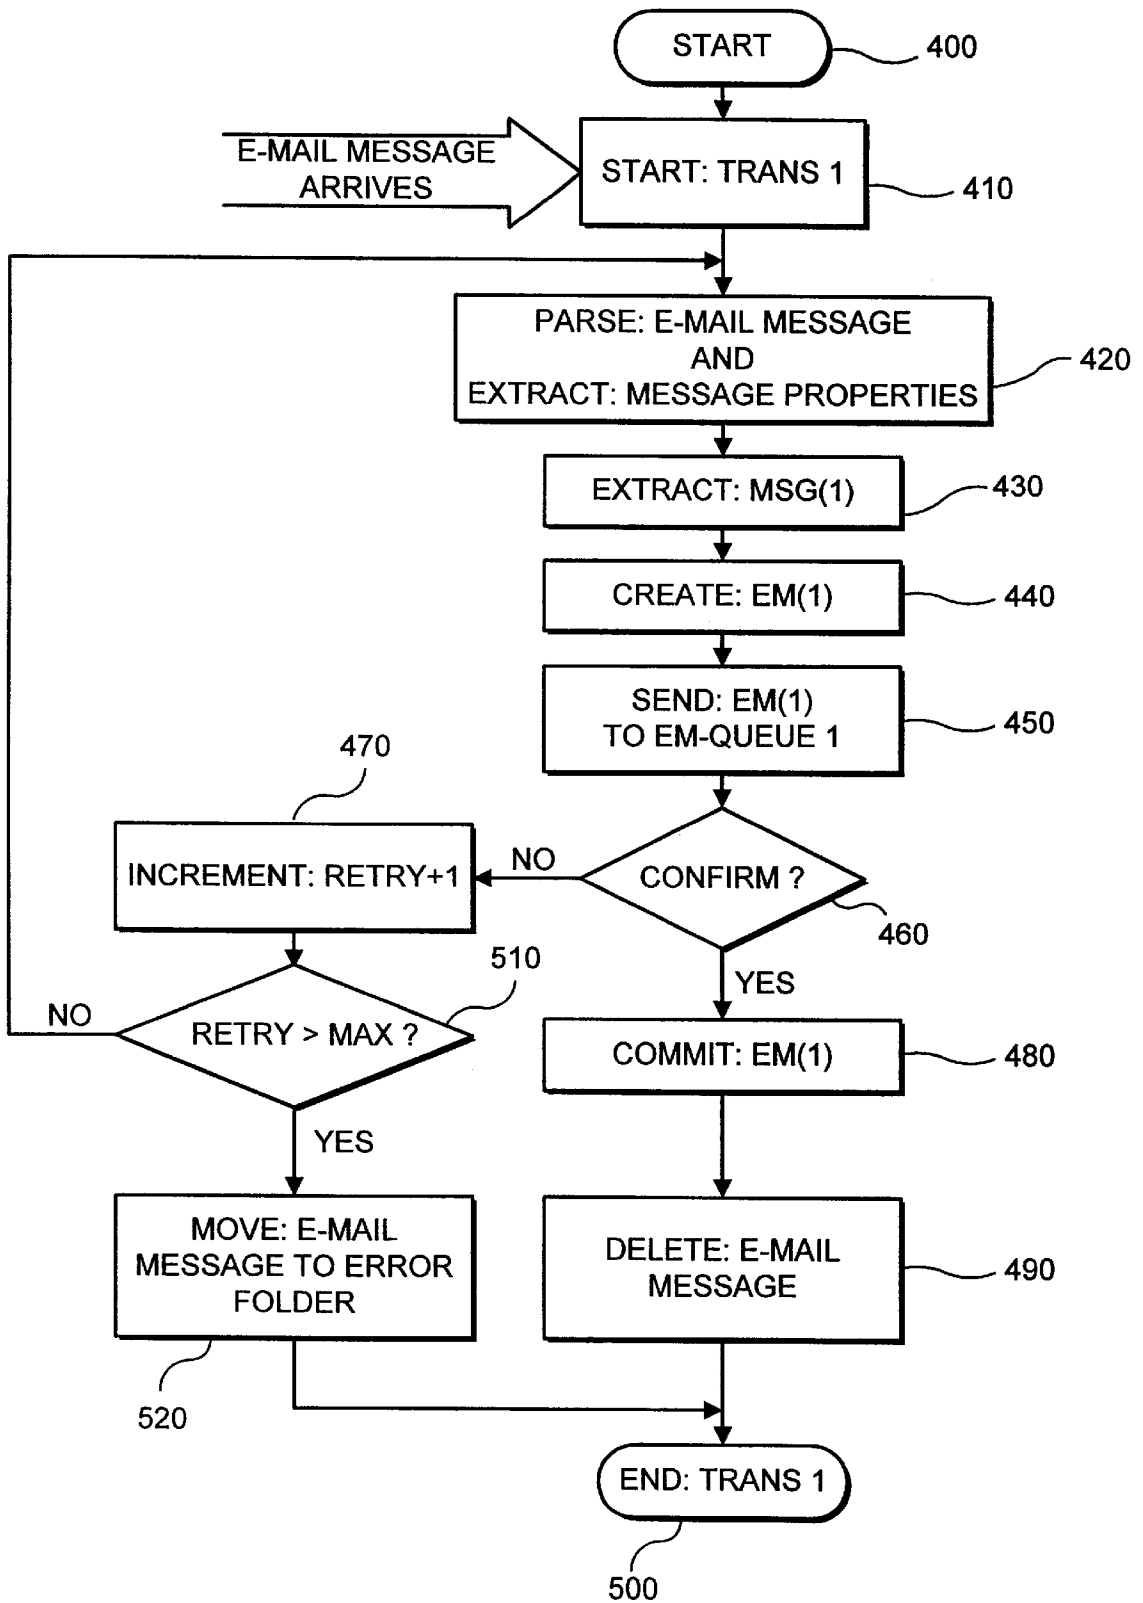 START
400
E-MAIL MESSAGE
ARRIVES
START: TRANS 1
410
PARSE: E-MAIL MESSAGE
AND
EXTRACT: MESSAGE PROPERTIES
420
EXTRACT: MSG(1)
430
CREATE: EM(1)
440
SEND: EM(1)
TO EM-QUEUE 1
450
470
INCREMENT: RETRY+1
NO
CONFIRM ?
460
510
YES
NO
RETRY > MAX ?
COMMIT: EM(1)
480
YES
MOVE: E-MAIL
MESSAGE TO ERROR
FOLDER
DELETE: E-MAIL
MESSAGE
490
520
END: TRANS 1
500